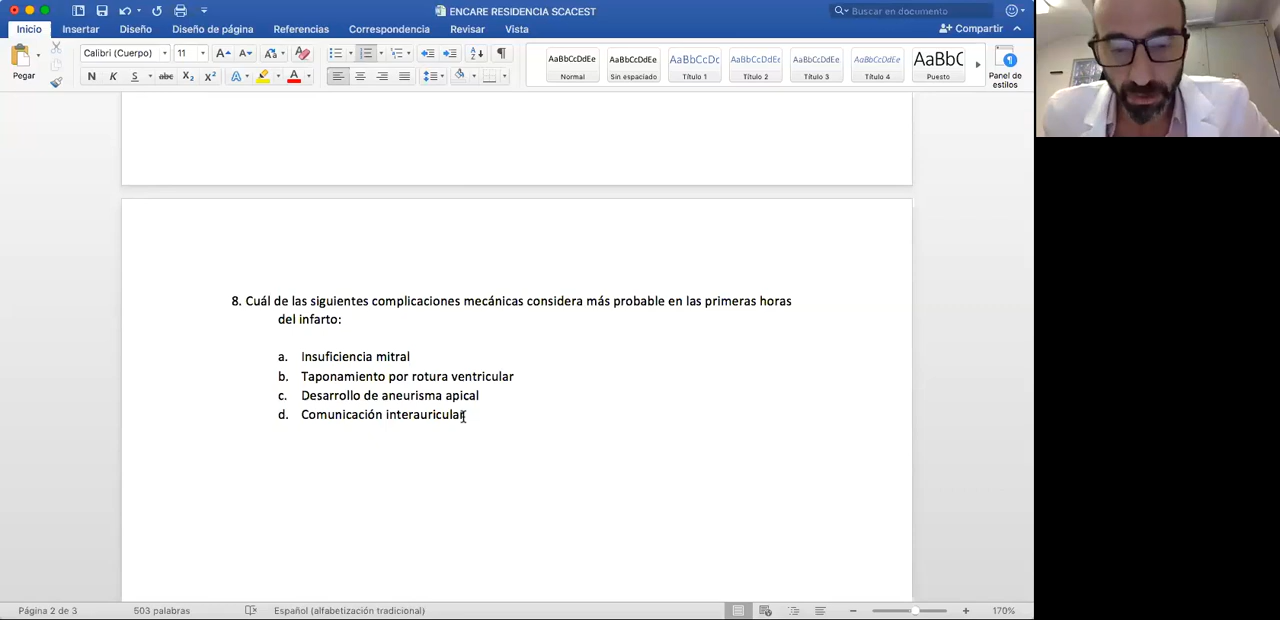 ENCARE RESIDENCIA SCACEST
Buscar en documento
Inicio Insertar Diseño Diseño de página Referencias Correspondencia Revisar Vista
Compartir
Pegar
Calibri (Cuerpo) 11
N K S abc X₂ X² A A
AaBbCcDdEe AaBbCcDdEe AaBbCcDc AaBbCcDdEe AaBbCcDdEe AaBbCcDdEe AaBbC
Normal Sin espaciado Título 1 Título 2 Título 3 Título 4 Puesto
Panel de
estilos
8. Cuál de las siguientes complicaciones mecánicas considera más probable en las primeras horas
del infarto:
a. Insuficiencia mitral
b. Taponamiento por rotura ventricular
c. Desarrollo de aneurisma apical
d. Comunicación interauricular
Página 2 de 3 503 palabras Español (alfabetización tradicional) 170%